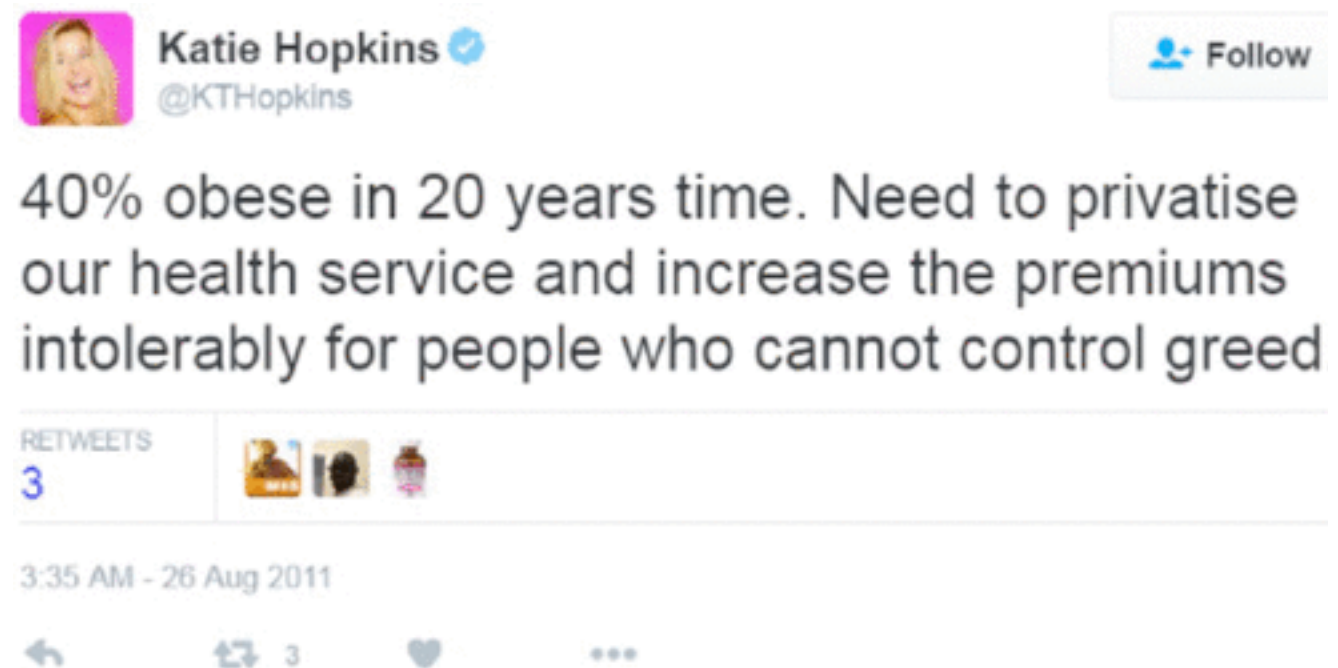 Katie Hopkins
@KTHopkins
Follow
40% obese in 20 years time. Need to privatise
our health service and increase the premiums
intolerably for people who cannot control greed.
RETWEETS
3
3:35 AM - 26 Aug 2011
3